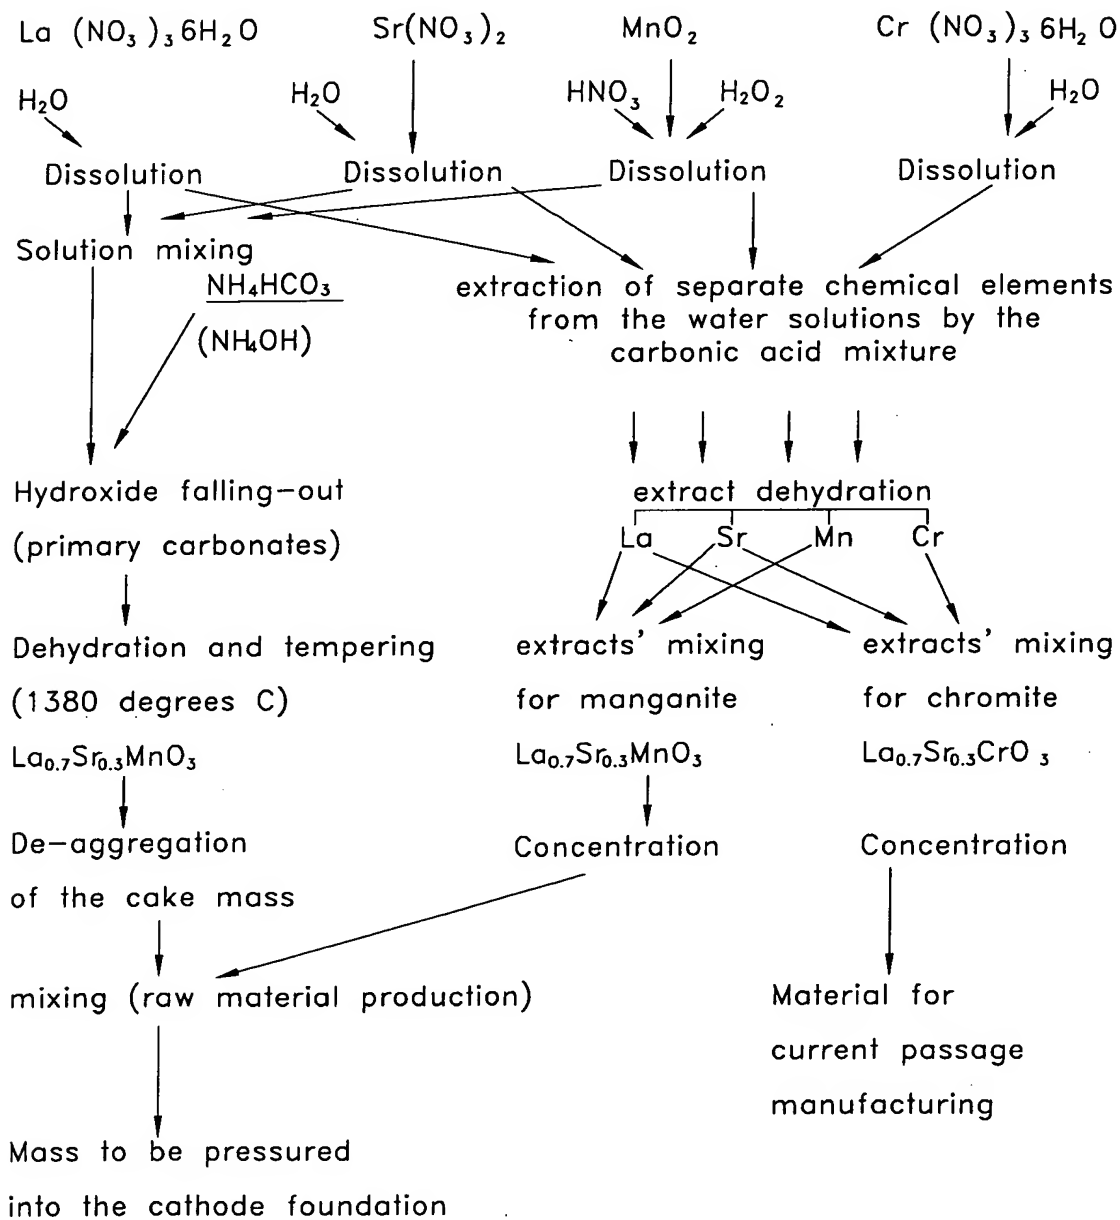 La (NO₃)₃6H₂O
Sr(NO₃)₂
MnO₂
Cr (NO₃)₃6H₂O
H₂O
H₂O
HNO₃
H₂O₂
H₂O
Dissolution
Dissolution
Dissolution
Dissolution
Solution mixing
NH₄HCO₃
(NH₄OH)
extraction of separate chemical elements
from the water solutions by the
carbonic acid mixture
Hydroxide falling-out
(primary carbonates)
extract dehydration
La
Sr
Mn
Cr
Dehydration and tempering
(1380 degrees C)
La₀.₇Sr₀.₃MnO₃
extracts' mixing
for manganite
La₀.₇Sr₀.₃MnO₃
extracts' mixing
for chromite
La₀.₇Sr₀.₃CrO₃
De-aggregation
of the cake mass
Concentration
Concentration
mixing (raw material production)
Material for
current passage
manufacturing
Mass to be pressured
into the cathode foundation